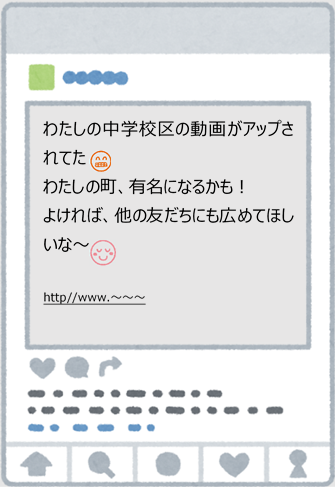 わたしの中学校区の動画がアップさ
れてた
わたしの町、有名になるかも！
よければ、他の友だちにも広めてほし
いな～
http//www.～～～